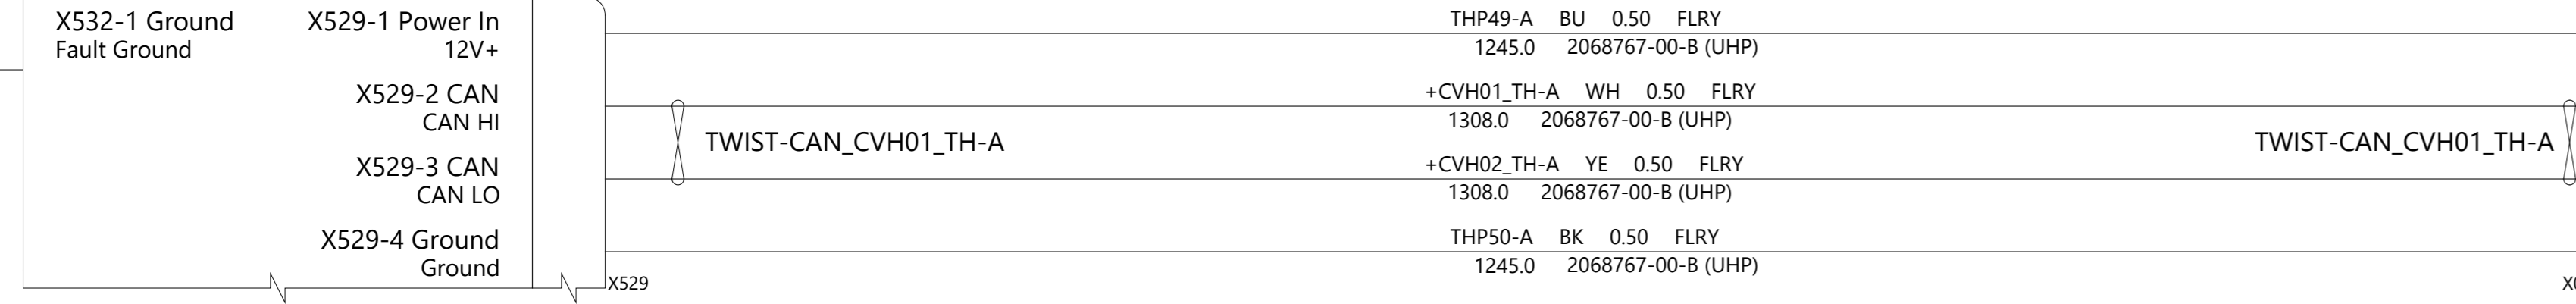 X532-1 Ground
Fault Ground
X529-1 Power In
12V+
X529-2 CAN
CAN HI
X529-3 CAN
CAN LO
X529-4 Ground
Ground
X529
THP49-A BU 0.50 FLRY
1245.0 2068767-00-B (UHP)
+CVH01_TH-A WH 0.50 FLRY
1308.0 2068767-00-B (UHP)
TWIST-CAN_CVH01_TH-A
TWIST-CAN_CVH01_TH-A
+CVH02_TH-A YE 0.50 FLRY
1308.0 2068767-00-B (UHP)
THP50-A BK 0.50 FLRY
1245.0 2068767-00-B (UHP)